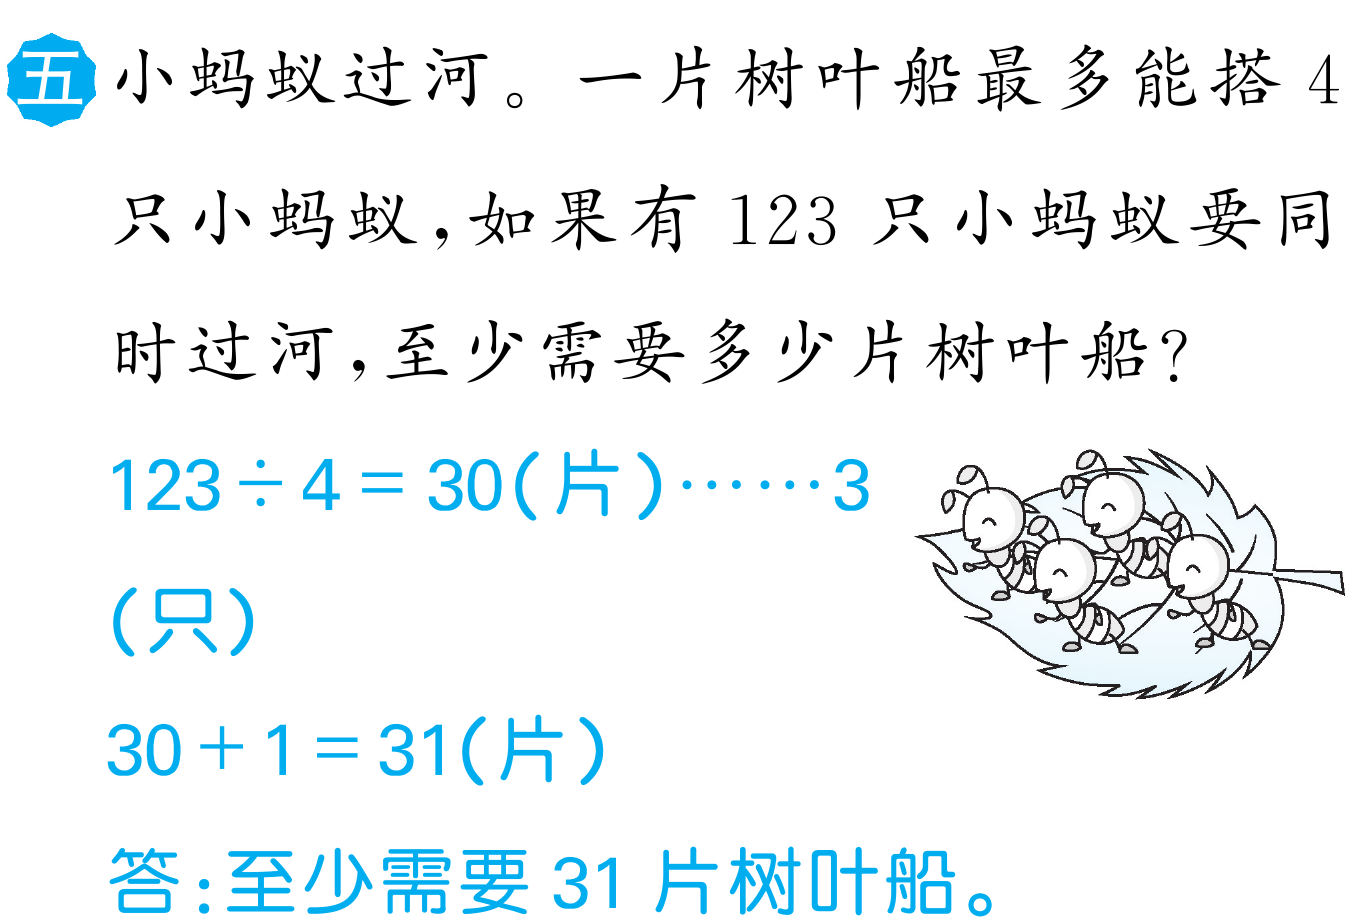 五 小蚂蚁过河。一片树叶船最多能搭 4
只小蚂蚁,如果有 123 只小蚂蚁要同
时过河,至少需要多少片树叶船?
123÷4=30(片)……3
(只)
30+1=31(片)
答:至少需要 31 片树叶船。